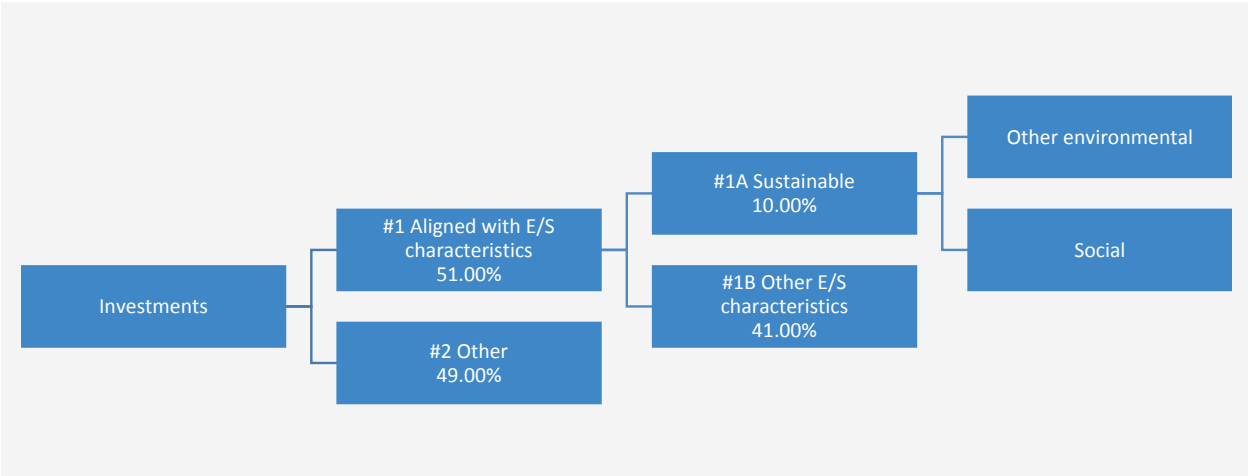 Investments
#1 Aligned with E/S
characteristics
51.00%
#2 Other
49.00%
#1A Sustainable
10.00%
#1B Other E/S
characteristics
41.00%
Other environmental
Social